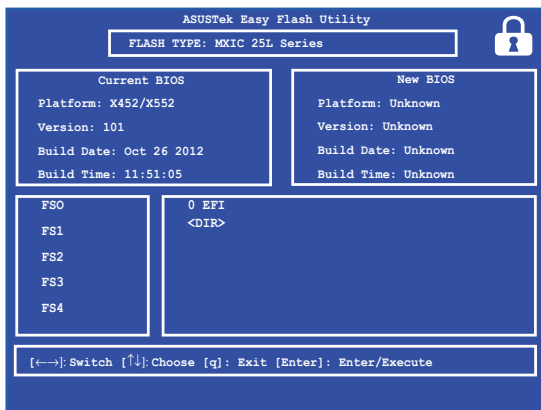 ASUSTek Easy Flash Utility
FLASH TYPE: MXIC 25L Series
Current BIOS
Platform: X452/X552
Version: 101
Build Date: Oct 26 2012
Build Time: 11:51:05
New BIOS
Platform: Unknown
Version: Unknown
Build Date: Unknown
Build Time: Unknown
FSO
FS1
FS2
FS3
FS4
0 EFI
<DIR>
[←→]: Switch [↑↓]: Choose [q]: Exit [Enter]: Enter/Execute